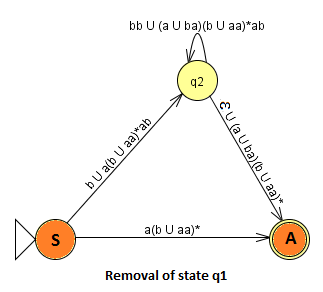 bb U (a U ba)(b U aa)*ab
q2
b U a(b U aa)*ab
ε U (a U ba)(b U aa)*
S
a(b U aa)*
A
Removal of state q1